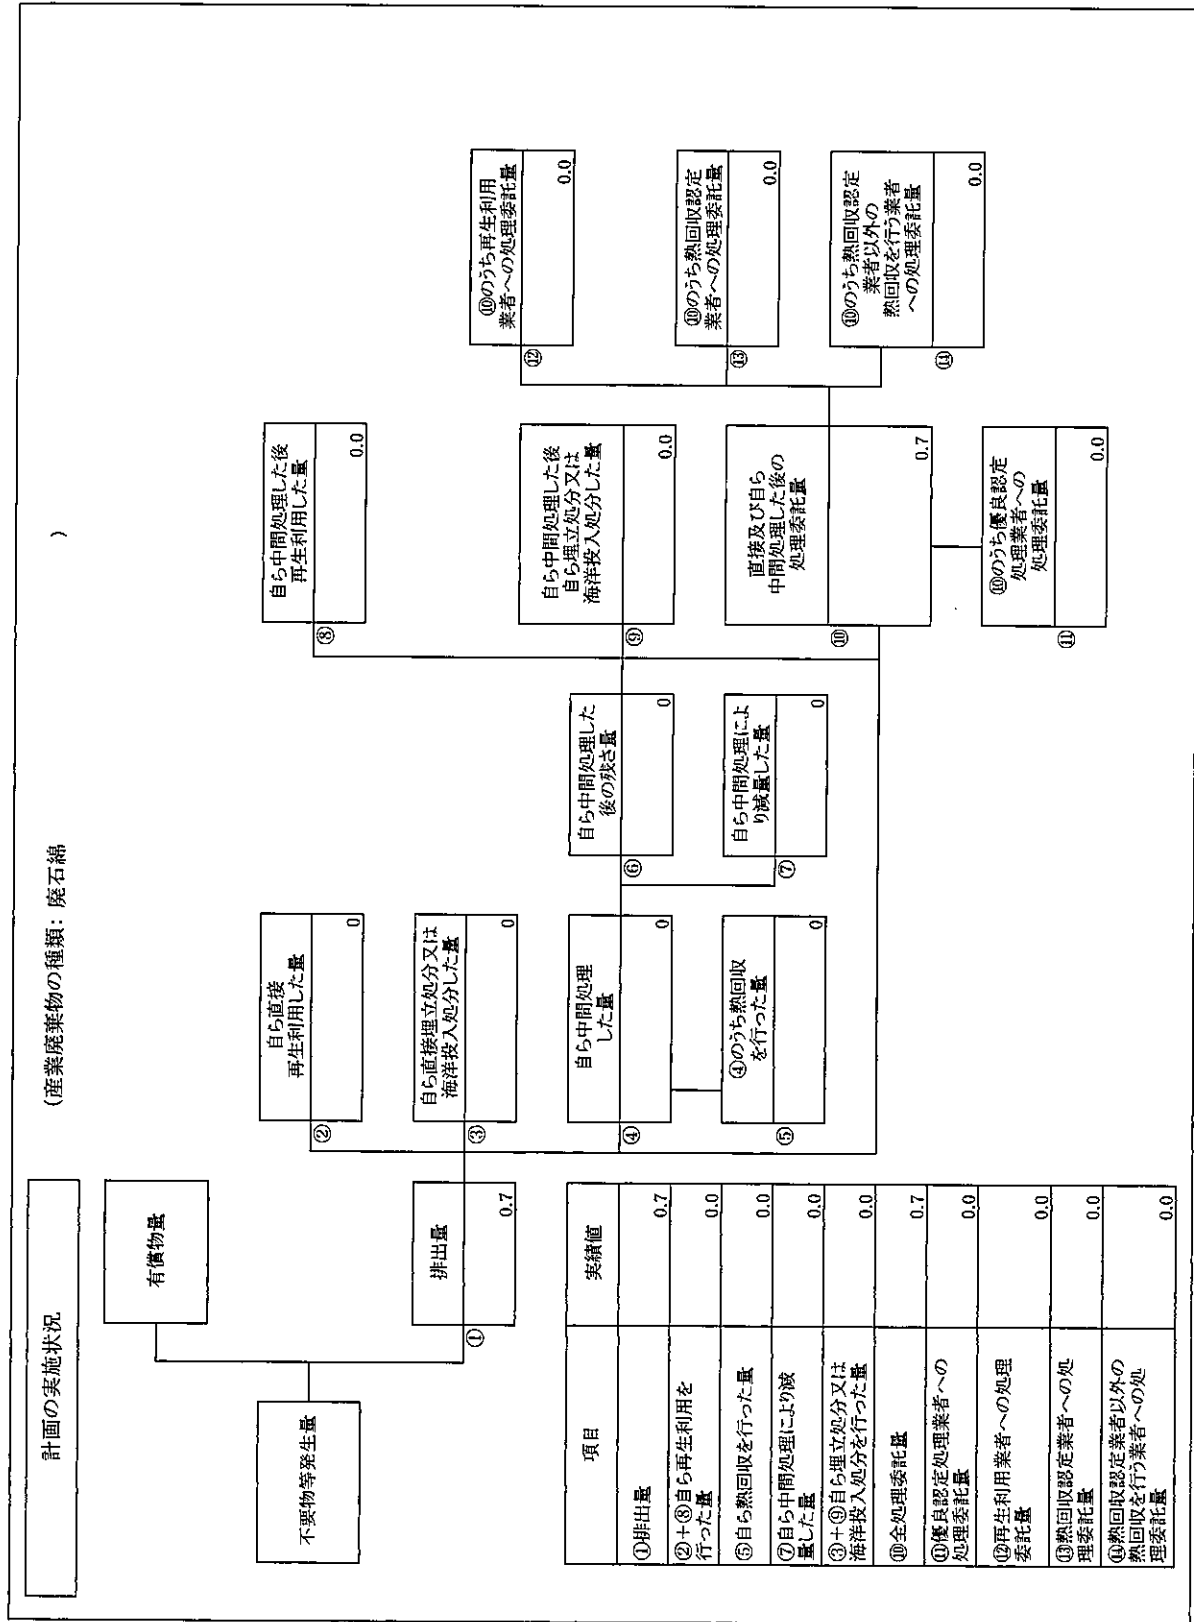 計画の実施状況
(産業廃棄物の種類: 廃石綿
)
不要物等発生量
有償物量
①
排出量
0.7
②
自ら直接
再生利用した量
0
③
自ら直接埋立処分又は
海洋投入処分した量
0
④
自ら中間処理
した量
0
⑤
④のうち熱回収
を行った量
0
⑥
自ら中間処理した
後の残さ量
0
⑦
自ら中間処理によ
り減量した量
0
⑧
自ら中間処理した後
再生利用した量
0.0
⑨
自ら中間処理した後
自ら埋立処分又は
海洋投入処分した量
0.0
⑩
直接及び自ら
中間処理した後の
処理委託量
0.7
⑪
⑩のうち優良認定
処理業者への
処理委託量
0.0
⑫
⑩のうち再生利用
業者への処理委託量
0.0
⑬
⑩のうち熱回収認定
業者への処理委託量
0.0
⑭
⑩のうち熱回収認定
業者以外の
熱回収を行う業者
への処理委託量
0.0
項目 実績値
①排出量 0.7
②+⑧自ら再生利用を
行った量 0.0
⑤自ら熱回収を行った量 0.0
⑦自ら中間処理により減
量した量 0.0
③+⑨自ら埋立処分又は
海洋投入処分を行った量 0.0
⑩全処理委託量 0.7
⑪優良認定処理業者への
処理委託量 0.0
⑫再生利用業者への処理
委託量 0.0
⑬熱回収認定業者への処
理委託量 0.0
⑭熱回収認定業者以外の
熱回収を行う業者への処
理委託量 0.0